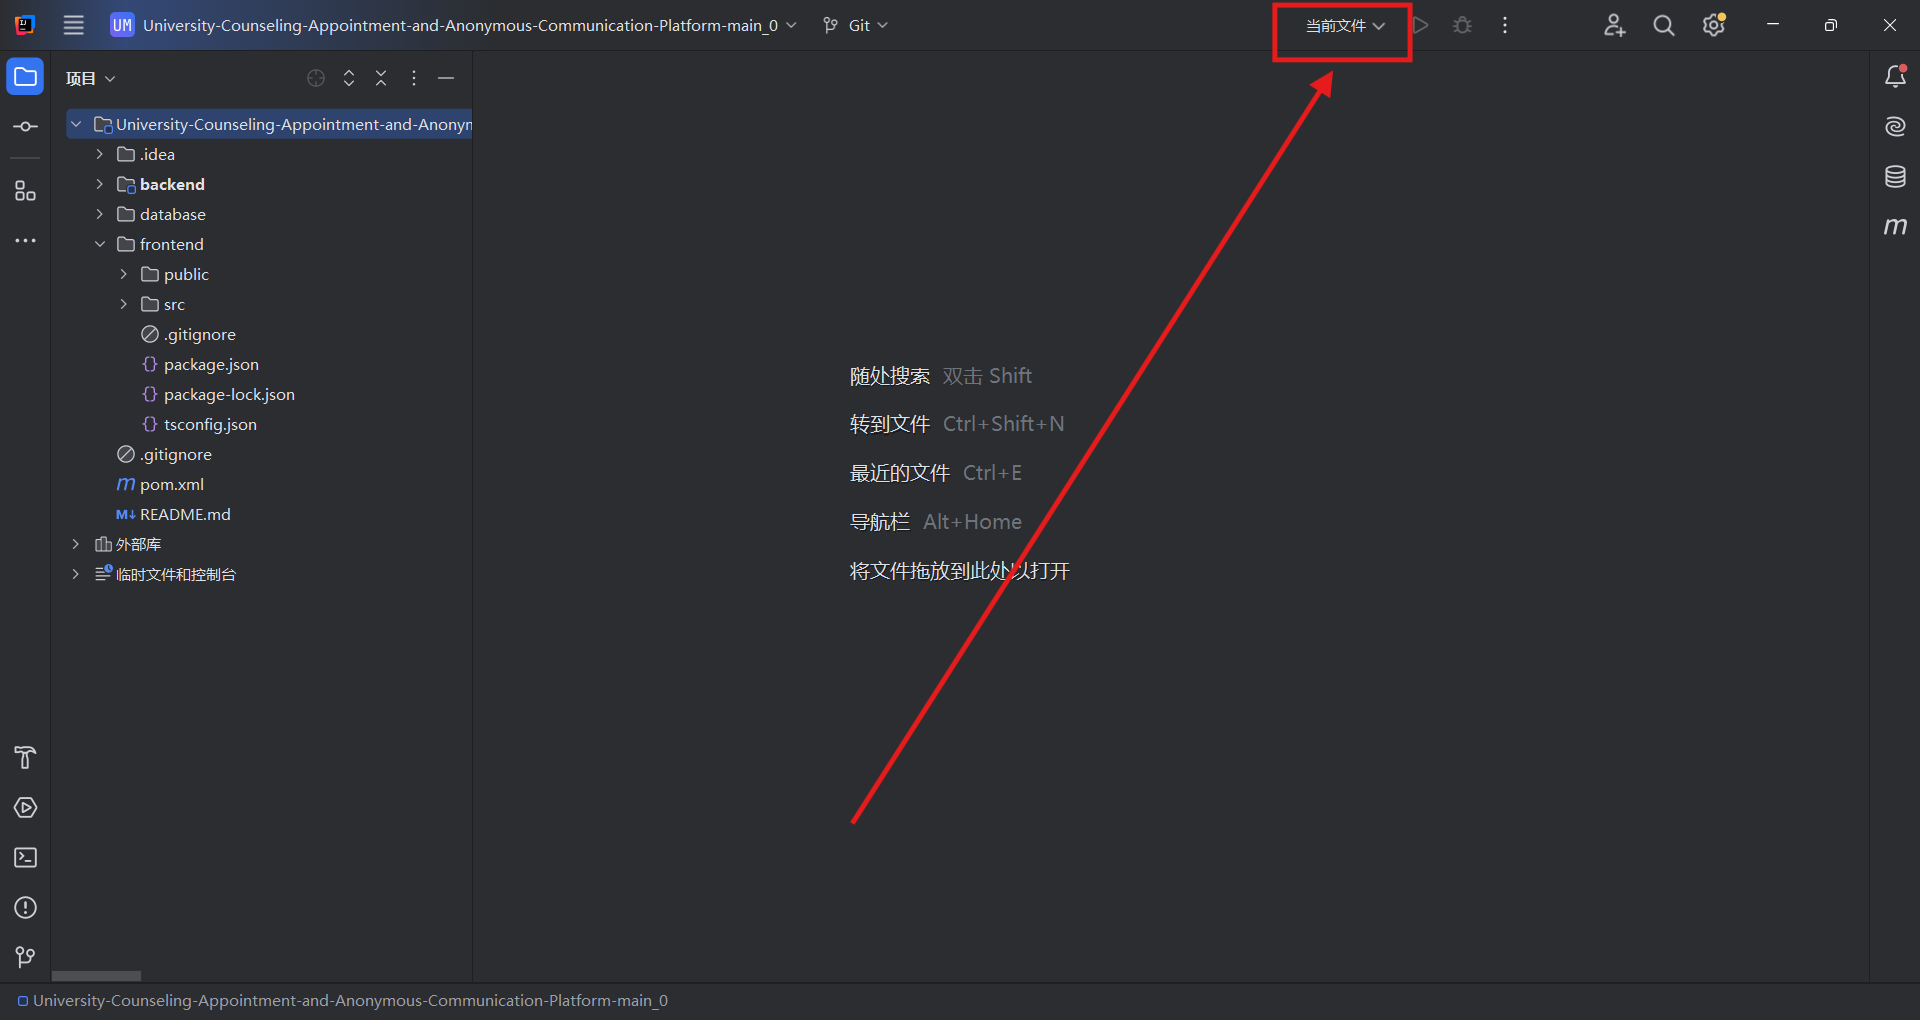 UM University-Counseling-Appointment-and-Anonymous-Communication-Platform-main_0 Git 当前文件
项目
University-Counseling-Appointment-and-Anonym
.idea
backend
database
frontend
public
src
.gitignore
package.json
package-lock.json
tsconfig.json
.gitignore
m pom.xml
M↓ README.md
外部库
临时文件和控制台
随处搜索 双击 Shift
转到文件 Ctrl+Shift+N
最近的文件 Ctrl+E
导航栏 Alt+Home
将文件拖放到此处以打开
m
University-Counseling-Appointment-and-Anonymous-Communication-Platform-main_0